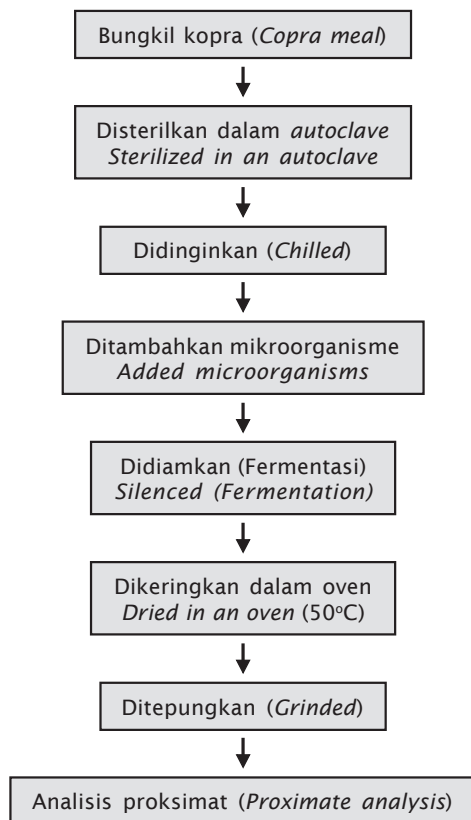 Bungkil kopra (Copra meal)
Disterilkan dalam autoclave
Sterilized in an autoclave
Didinginkan (Chilled)
Ditambahkan mikroorganisme
Added microorganisms
Didiamkan (Fermentasi)
Silenced (Fermentation)
Dikeringkan dalam oven
Dried in an oven (50°C)
Ditepungkan (Grinded)
Analisis proksimat (Proximate analysis)